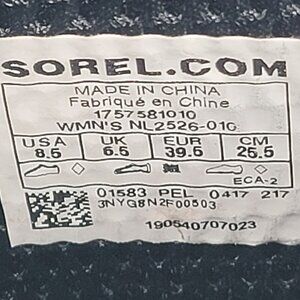 SOREL.COM
MADE IN CHINA
Fabriqué en Chine
1757581010
WMN'S NL2526-010
USA UK EUR CM
8.5 6.5 39.5 25.5
ECA-2
01583 PEL 0417 217
3NYG8N2F00503
190540707023